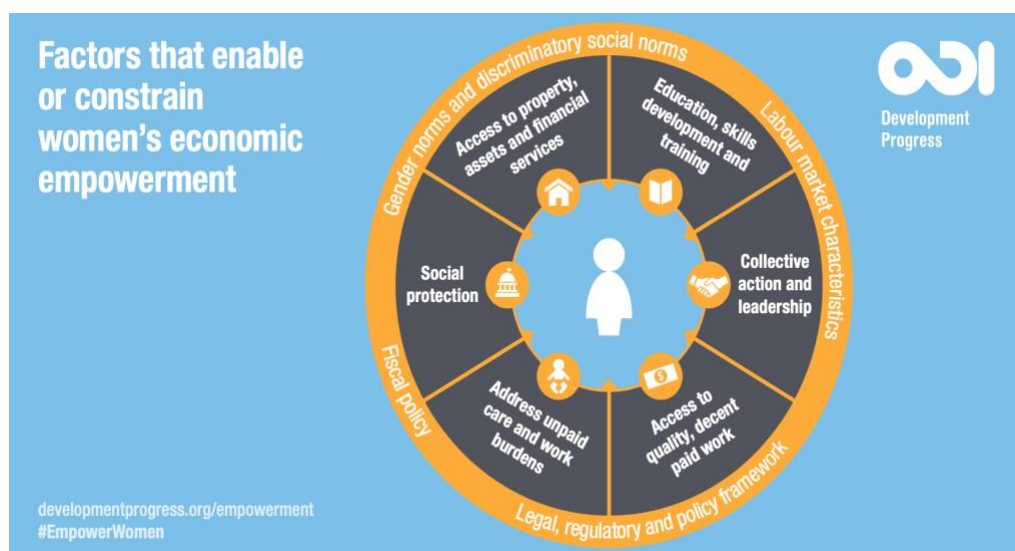 Factors that enable
or constrain
women's economic
empowerment
ODI
Development
Progress
Gender norms and discriminatory social norms
Labour market characteristics
Legal, regulatory and policy framework
Fiscal policy
Access to property,
assets and financial
services
Education, skills
development and
training
Collective
action and
leadership
Access to
quality, decent
paid work
Address unpaid
care and work
burdens
Social
protection
developmentprogress.org/empowerment
#EmpowerWomen